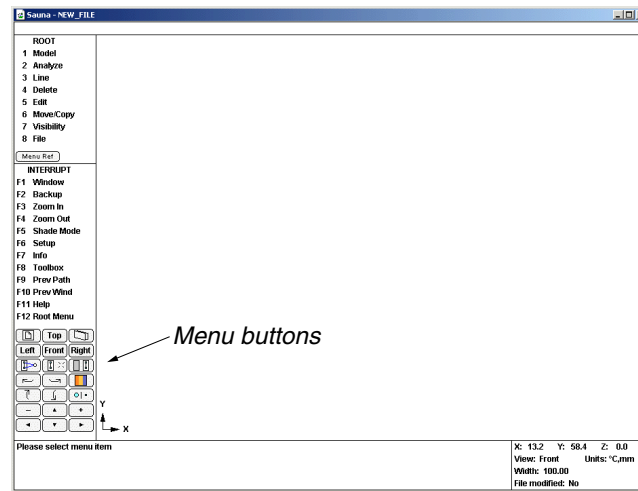 Sauna - NEW_FILE
ROOT
1 Model
2 Analyze
3 Line
4 Delete
5 Edit
6 Move/Copy
7 Visibility
8 File
Menu Ref
INTERRUPT
F1 Window
F2 Backup
F3 Zoom In
F4 Zoom Out
F5 Shade Mode
F6 Setup
F7 Info
F8 Toolbox
F9 Prev Path
F10 Prev Wind
F11 Help
F12 Root Menu
Top
Left Front Right
Menu buttons
- +
Y
X
Please select menu item
X: 13.2 Y: 58.4 Z: 0.0
View: Front Units: °C,mm
Width: 100.00
File modified: No